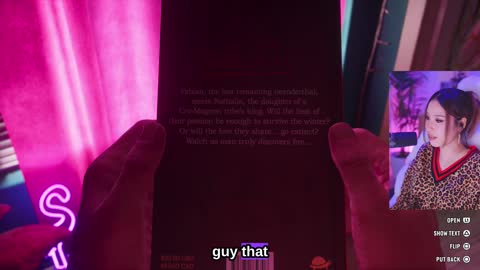 Fabian, the last remaining neanderthal,
meets Nathalie, the daughter of a
Cro-Magnon tribe's king. Will the heat of
their passion be enough to survive the winter?
Or will the love they share... go extinct?
Watch as man truly discovers fire...
guy that
OPEN
SHOW TEXT
FLIP
PUT BACK